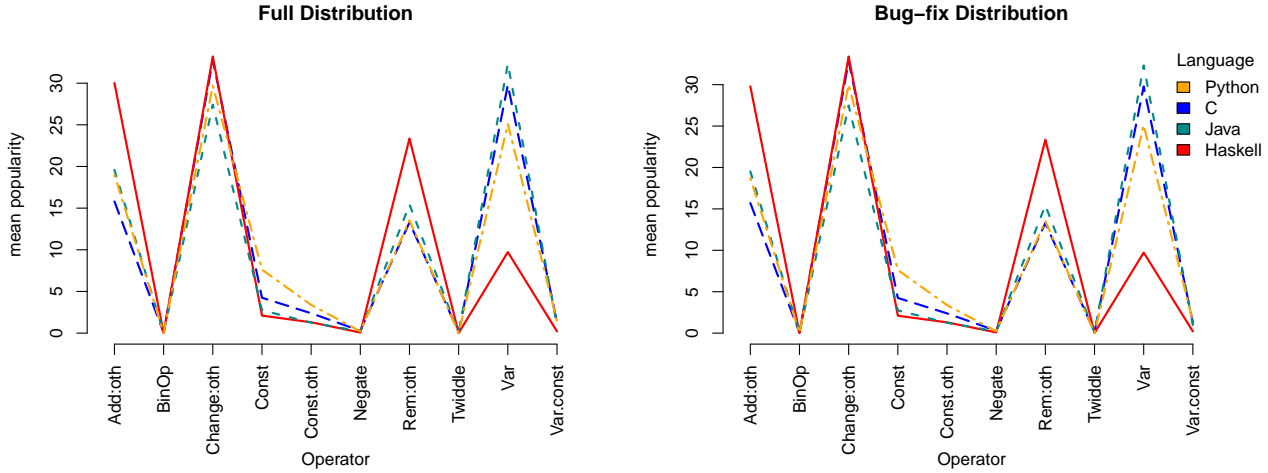 Full Distribution
mean popularity
0
5
10
15
20
25
30
Add:oth
BinOp
Change:oth
Const
Const.oth
Negate
Rem:oth
Twiddle
Var
Var.const
Operator
Bug−fix Distribution
mean popularity
0
5
10
15
20
25
30
Add:oth
BinOp
Change:oth
Const
Const.oth
Negate
Rem:oth
Twiddle
Var
Var.const
Operator
Language
Python
C
Java
Haskell